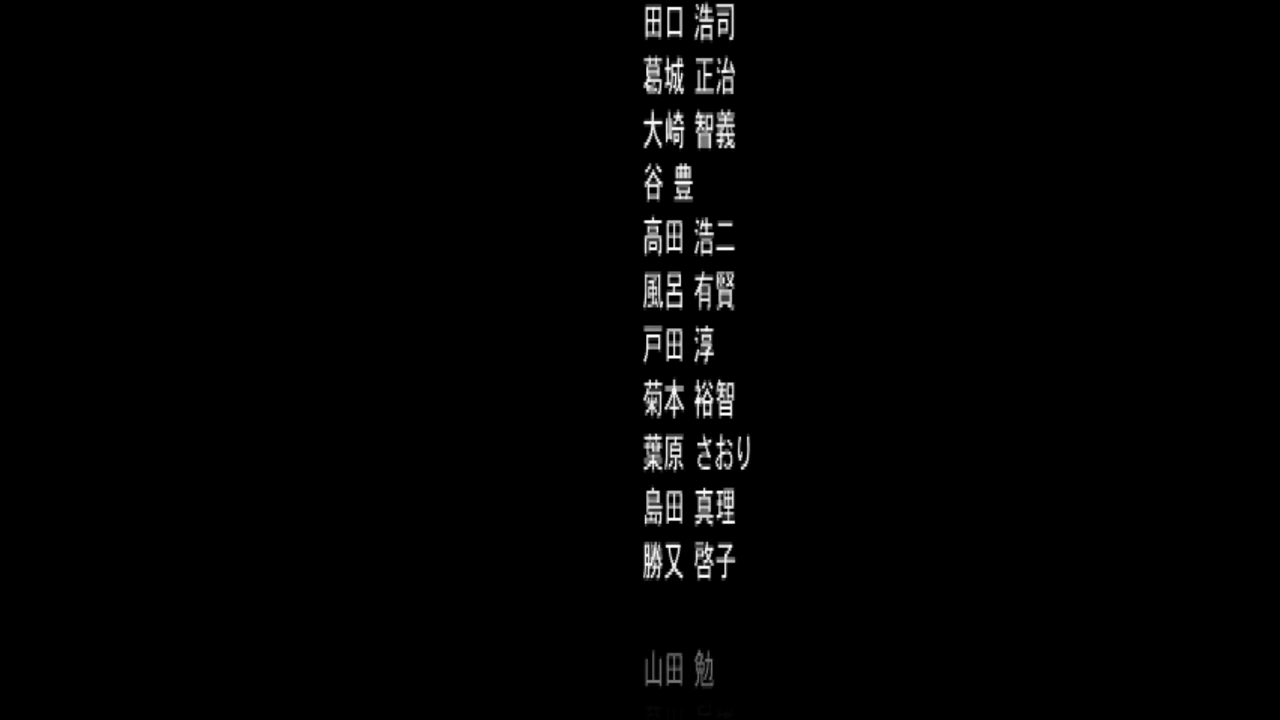 田口 浩司
葛城 正治
大崎 智義
谷 豊
高田 浩二
風呂 有賢
戸田 淳
菊本 裕智
葉原 さおり
島田 真理
勝又 啓子
山田 勉